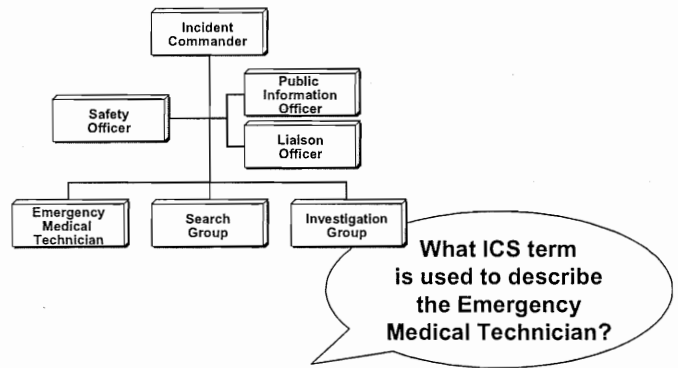 Incident
Commander
Public
Information
Officer
Safety
Officer
Liaison
Officer
Emergency
Medical
Technician
Search
Group
Investigation
Group
What ICS term
is used to describe
the Emergency
Medical Technician?